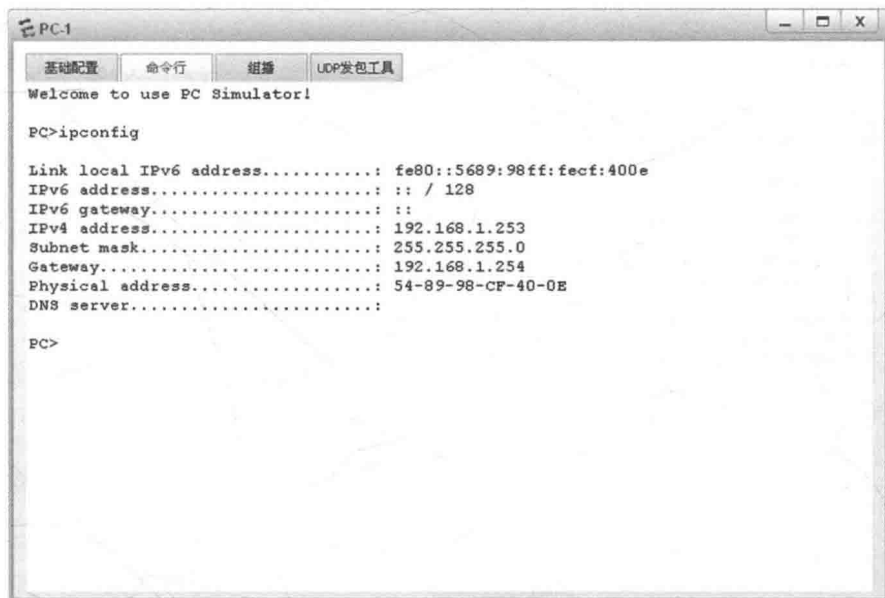 PC-1
基础配置 命令行 组播 UDP发包工具
Welcome to use PC Simulator!
PC>ipconfig
Link local IPv6 address...........: fe80::5689:98ff:fecf:400e
IPv6 address......................: :: / 128
IPv6 gateway......................: ::
IPv4 address......................: 192.168.1.253
Subnet mask.......................: 255.255.255.0
Gateway...........................: 192.168.1.254
Physical address..................: 54-89-98-CF-40-0E
DNS server........................:
PC>